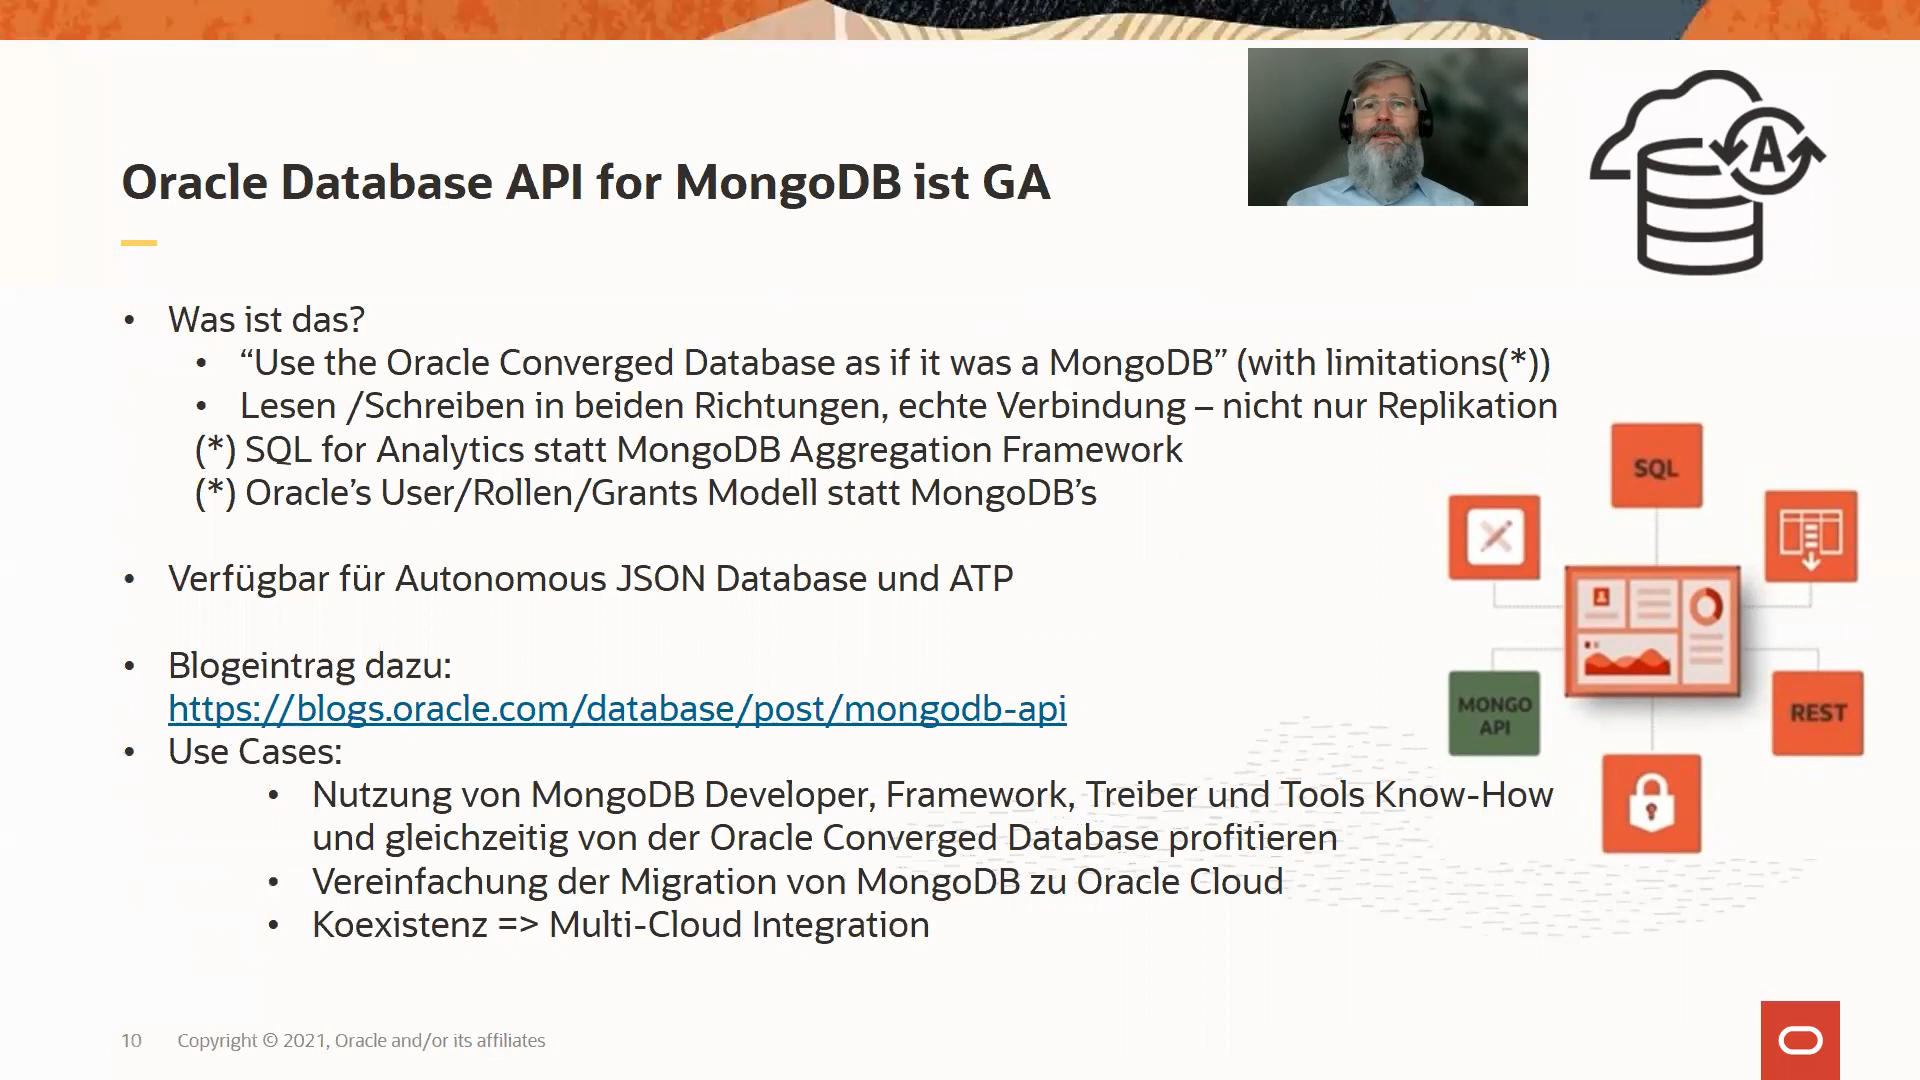 Oracle Database API for MongoDB ist GA
A
• Was ist das?
• “Use the Oracle Converged Database as if it was a MongoDB” (with limitations(*))
• Lesen /Schreiben in beiden Richtungen, echte Verbindung – nicht nur Replikation
(*) SQL for Analytics statt MongoDB Aggregation Framework
(*) Oracle’s User/Rollen/Grants Modell statt MongoDB’s
• Verfügbar für Autonomous JSON Database und ATP
• Blogeintrag dazu:
https://blogs.oracle.com/database/post/mongodb-api
• Use Cases:
• Nutzung von MongoDB Developer, Framework, Treiber und Tools Know-How
und gleichzeitig von der Oracle Converged Database profitieren
• Vereinfachung der Migration von MongoDB zu Oracle Cloud
• Koexistenz => Multi-Cloud Integration
SQL
MONGO
API
REST
10 Copyright © 2021, Oracle and/or its affiliates